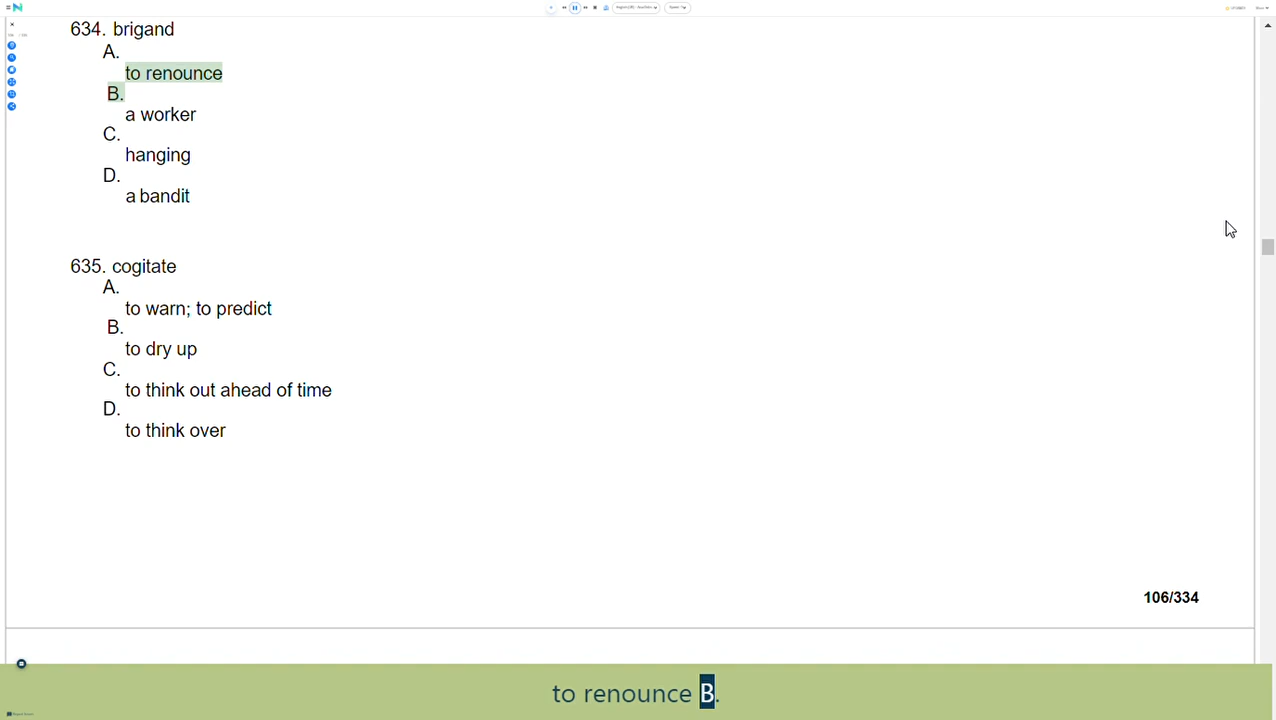 634. brigand
A.
to renounce
B.
a worker
C.
hanging
D.
a bandit
635. cogitate
A.
to warn; to predict
B.
to dry up
C.
to think out ahead of time
D.
to think over
106/334
to renounce B.